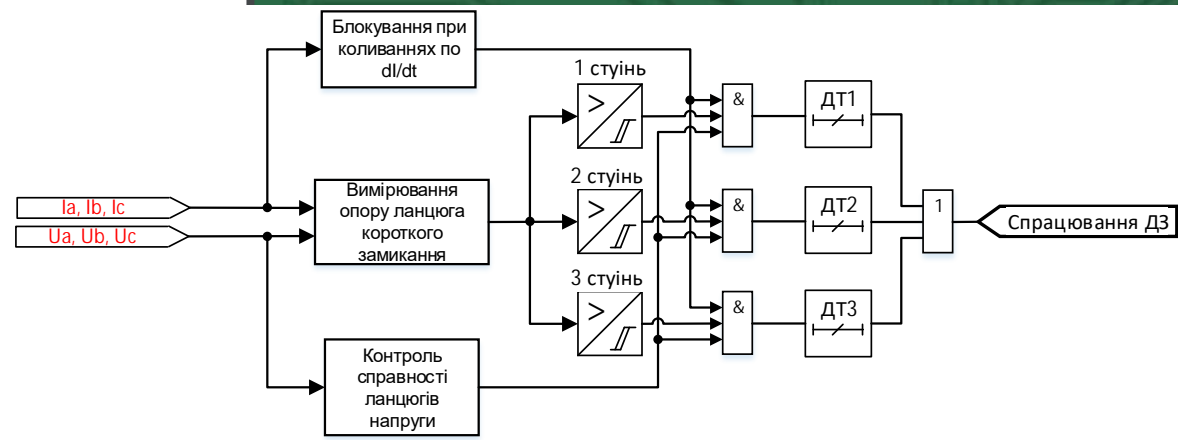 Блокування при
коливаннях по
dI/dt
1 стуінь
>
&
ДТ1
Ia, Ib, Ic
Ua, Ub, Uc
Вимірювання
опору ланцюга
короткого
замикання
2 стуінь
>
&
ДТ2
1
Спрацювання ДЗ
3 стуінь
>
&
ДТ3
Контроль
справності
ланцюгів
напруги